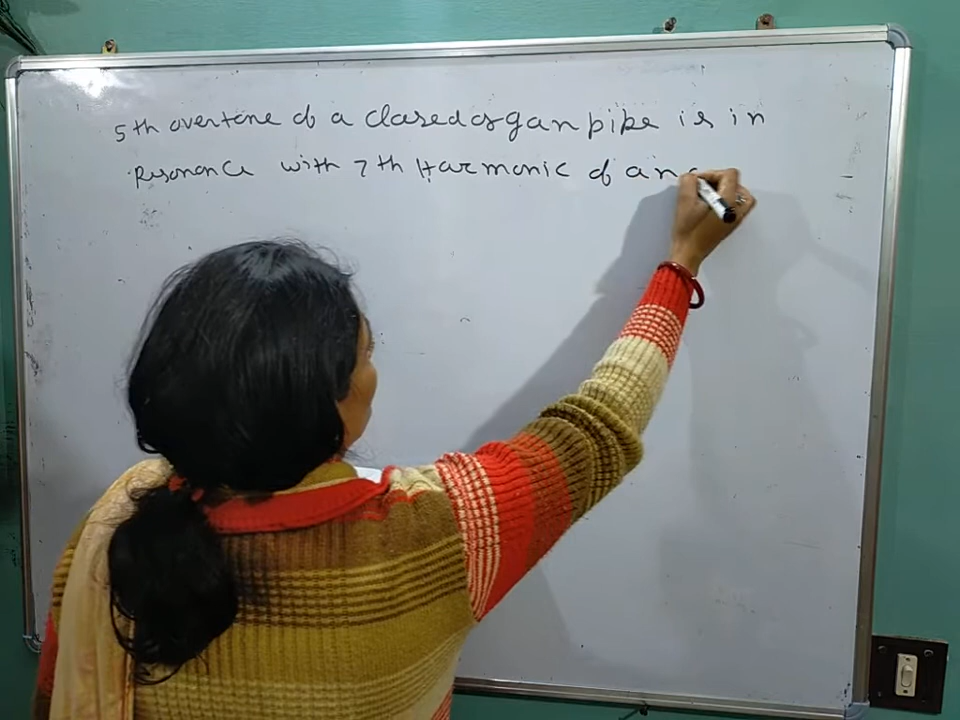 5th overtone of a closed organ pipe is in
Resonance with 7th Harmonic of an